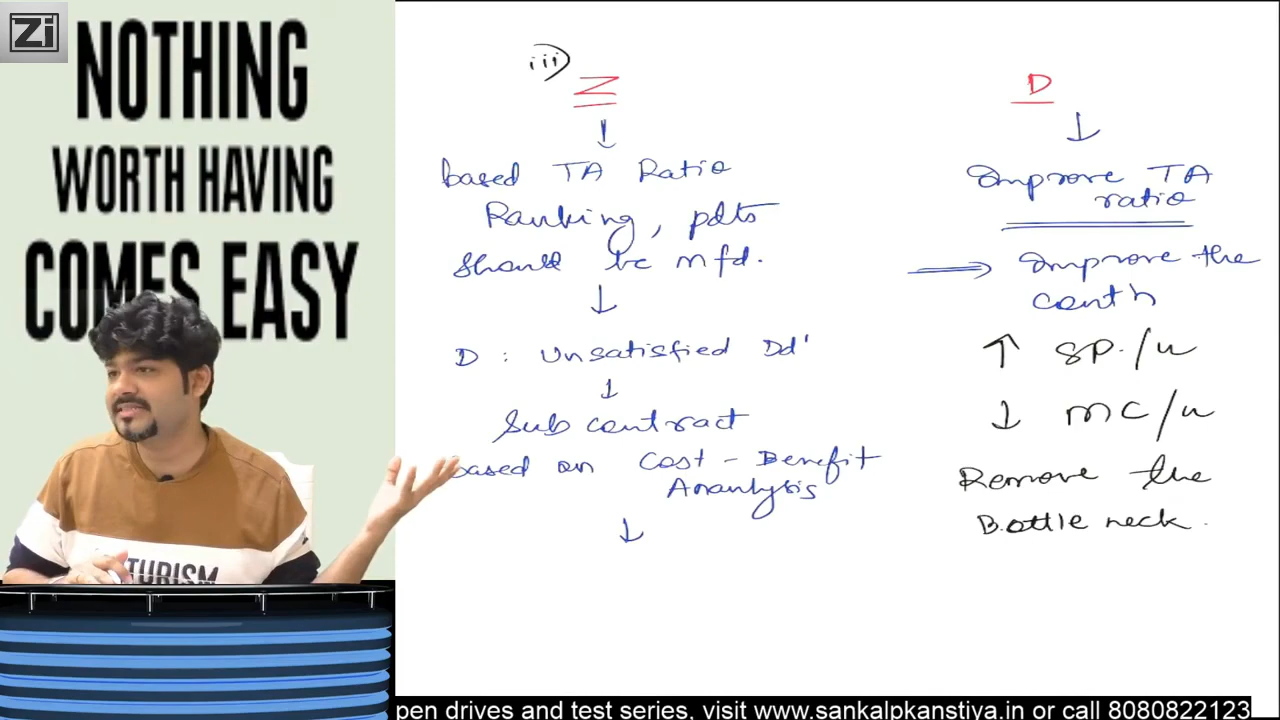 Zi
NOTHING
WORTH HAVING
COMES EASY
TURISM
iii)
Z
↓
based TA Ratio
Ranking, pdts
should be mfd.
↓
D : Unsatisfied Dd'
↓
Sub contract
based on Cost - Benefit
Ananlysis
↓
D
↓
Improve TA
ratio
⟹ Improve the
contn
↑ SP./u
↓ MC/u
Remove the
Bottle neck.
pen drives and test series, visit www.sankalpkanstiya.in or call 8080822123